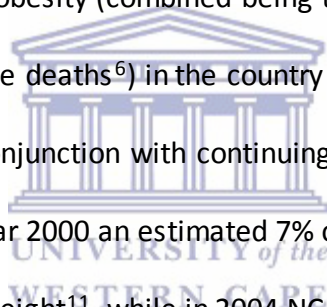 obesity (combined being t
e deaths⁶) in the country
njunction with continuing
ar 2000 an estimated 7% o
UNIVERSITY of the
eight¹¹, while in 2004 NC
WESTERN CAPE